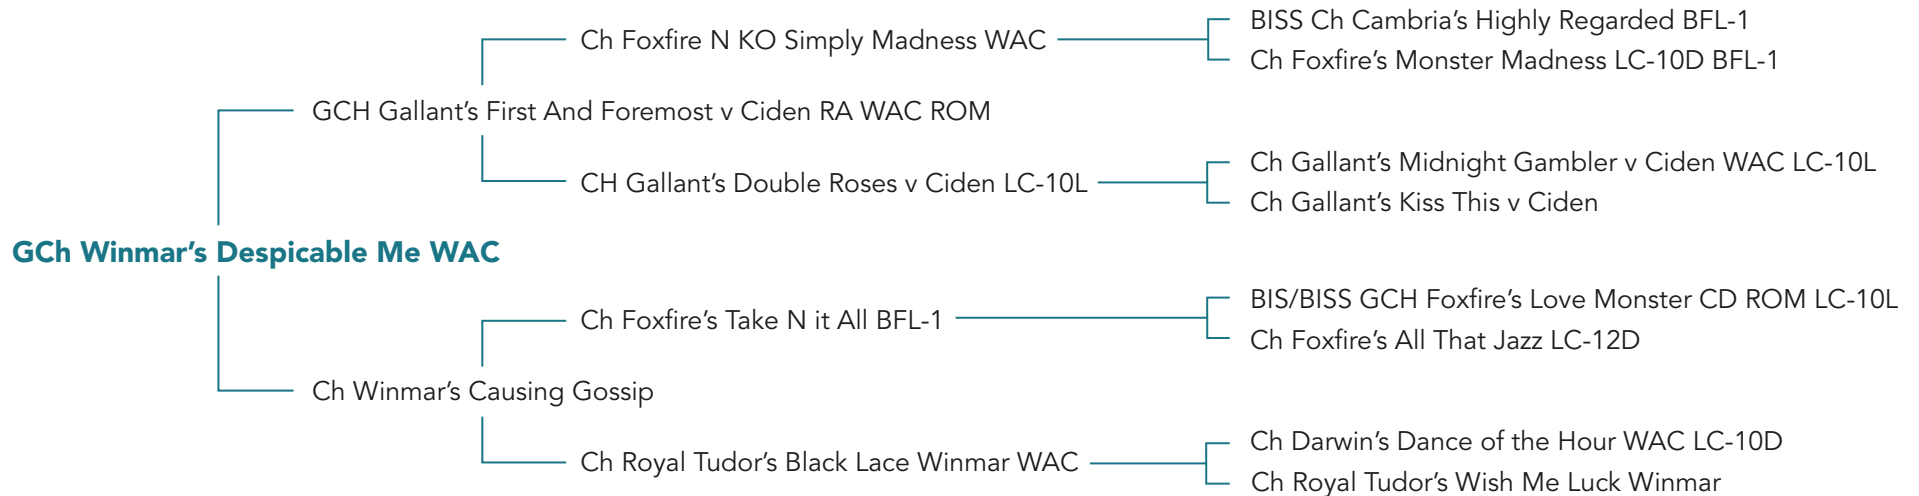 BISS Ch Cambria’s Highly Regarded BFL-1
Ch Foxfire N KO Simply Madness WAC
Ch Foxfire’s Monster Madness LC-10D BFL-1
GCH Gallant’s First And Foremost v Ciden RA WAC ROM
Ch Gallant’s Midnight Gambler v Ciden WAC LC-10L
CH Gallant’s Double Roses v Ciden LC-10L
Ch Gallant’s Kiss This v Ciden
GCh Winmar’s Despicable Me WAC
BIS/BISS GCH Foxfire’s Love Monster CD ROM LC-10L
Ch Foxfire’s Take N it All BFL-1
Ch Foxfire’s All That Jazz LC-12D
Ch Winmar’s Causing Gossip
Ch Darwin’s Dance of the Hour WAC LC-10D
Ch Royal Tudor’s Black Lace Winmar WAC
Ch Royal Tudor’s Wish Me Luck Winmar